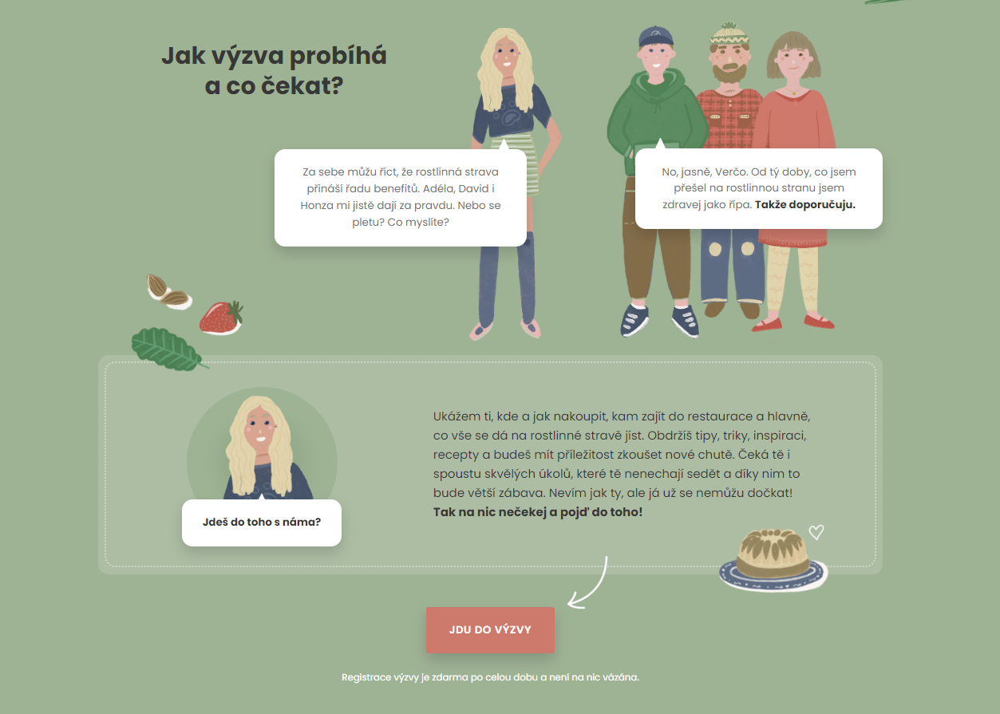 Jak výzva probíhá
a co čekat?
Za sebe můžu říct, že rostlinná strava
přináší řadu benefitů. Adéla, David i
Honza mi jistě dají za pravdu. Nebo se
pletu? Co myslíte?
No, jasně, Verčo. Od tý doby, co jsem
přešel na rostlinnou stranu jsem
zdravej jako řípa. Takže doporučuju.
Ukážem ti, kde a jak nakoupit, kam zajít do restaurace a hlavně,
co vše se dá na rostlinné stravě jíst. Obdržíš tipy, triky, inspiraci,
recepty a budeš mít příležitost zkoušet nové chutě. Čeká tě i
spoustu skvělých úkolů, které tě nenechají sedět a díky nim to
bude větší zábava. Nevím jak ty, ale já už se nemůžu dočkat!
Tak na nic nečekej a pojď do toho!
Jdeš do toho s náma?
JDU DO VÝZVY
Registrace výzvy je zdarma po celou dobu a není na nic vázána.